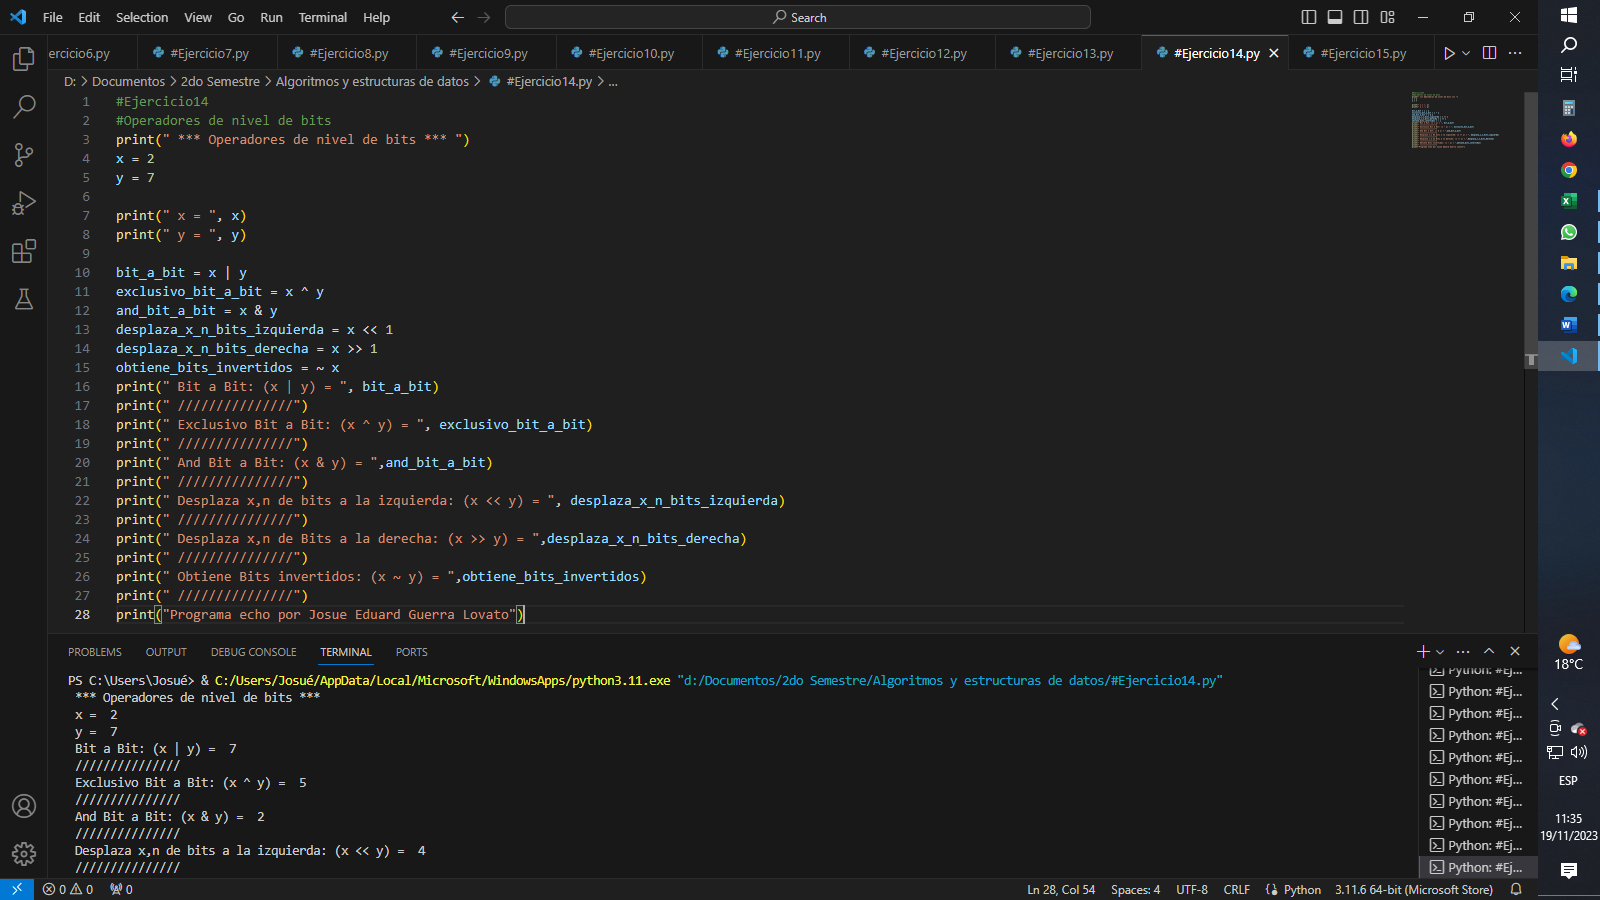 File Edit Selection View Go Run Terminal Help
Search
ercicio6.py #Ejercicio7.py #Ejercicio8.py #Ejercicio9.py #Ejercicio10.py #Ejercicio11.py #Ejercicio12.py #Ejercicio13.py #Ejercicio14.py #Ejercicio15.py
D: > Documentos > 2do Semestre > Algoritmos y estructuras de datos > #Ejercicio14.py > ...
1 #Ejercicio14
2 #Operadores de nivel de bits
3 print(" *** Operadores de nivel de bits *** ")
4 x = 2
5 y = 7
6
7 print(" x = ", x)
8 print(" y = ", y)
9
10 bit_a_bit = x | y
11 exclusivo_bit_a_bit = x ^ y
12 and_bit_a_bit = x & y
13 desplaza_x_n_bits_izquierda = x << 1
14 desplaza_x_n_bits_derecha = x >> 1
15 obtiene_bits_invertidos = ~ x
16 print(" Bit a Bit: (x | y) = ", bit_a_bit)
17 print(" ///////////////")
18 print(" Exclusivo Bit a Bit: (x ^ y) = ", exclusivo_bit_a_bit)
19 print(" ///////////////")
20 print(" And Bit a Bit: (x & y) = ",and_bit_a_bit)
21 print(" ///////////////")
22 print(" Desplaza x,n de bits a la izquierda: (x << y) = ", desplaza_x_n_bits_izquierda)
23 print(" ///////////////")
24 print(" Desplaza x,n de Bits a la derecha: (x >> y) = ",desplaza_x_n_bits_derecha)
25 print(" ///////////////")
26 print(" Obtiene Bits invertidos: (x ~ y) = ",obtiene_bits_invertidos)
27 print(" ///////////////")
28 print("Programa echo por Josue Eduard Guerra Lovato")
PROBLEMS OUTPUT DEBUG CONSOLE TERMINAL PORTS
PS C:\Users\Josué> & C:/Users/Josué/AppData/Local/Microsoft/WindowsApps/python3.11.exe "d:/Documentos/2do Semestre/Algoritmos y estructuras de datos/#Ejercicio14.py"
*** Operadores de nivel de bits ***
x =  2
y =  7
Bit a Bit: (x | y) =  7
///////////////
Exclusivo Bit a Bit: (x ^ y) =  5
///////////////
And Bit a Bit: (x & y) =  2
///////////////
Desplaza x,n de bits a la izquierda: (x << y) =  4
///////////////
Python: #Ej...
Python: #Ej...
Python: #Ej...
Python: #Ej...
Python: #Ej...
Python: #Ej...
Python: #Ej...
Python: #Ej...
Python: #Ej...
Python: #Ej...
0 0 0
Ln 28, Col 54 Spaces: 4 UTF-8 CRLF Python 3.11.6 64-bit (Microsoft Store)
18°C
ESP
11:35
19/11/2023